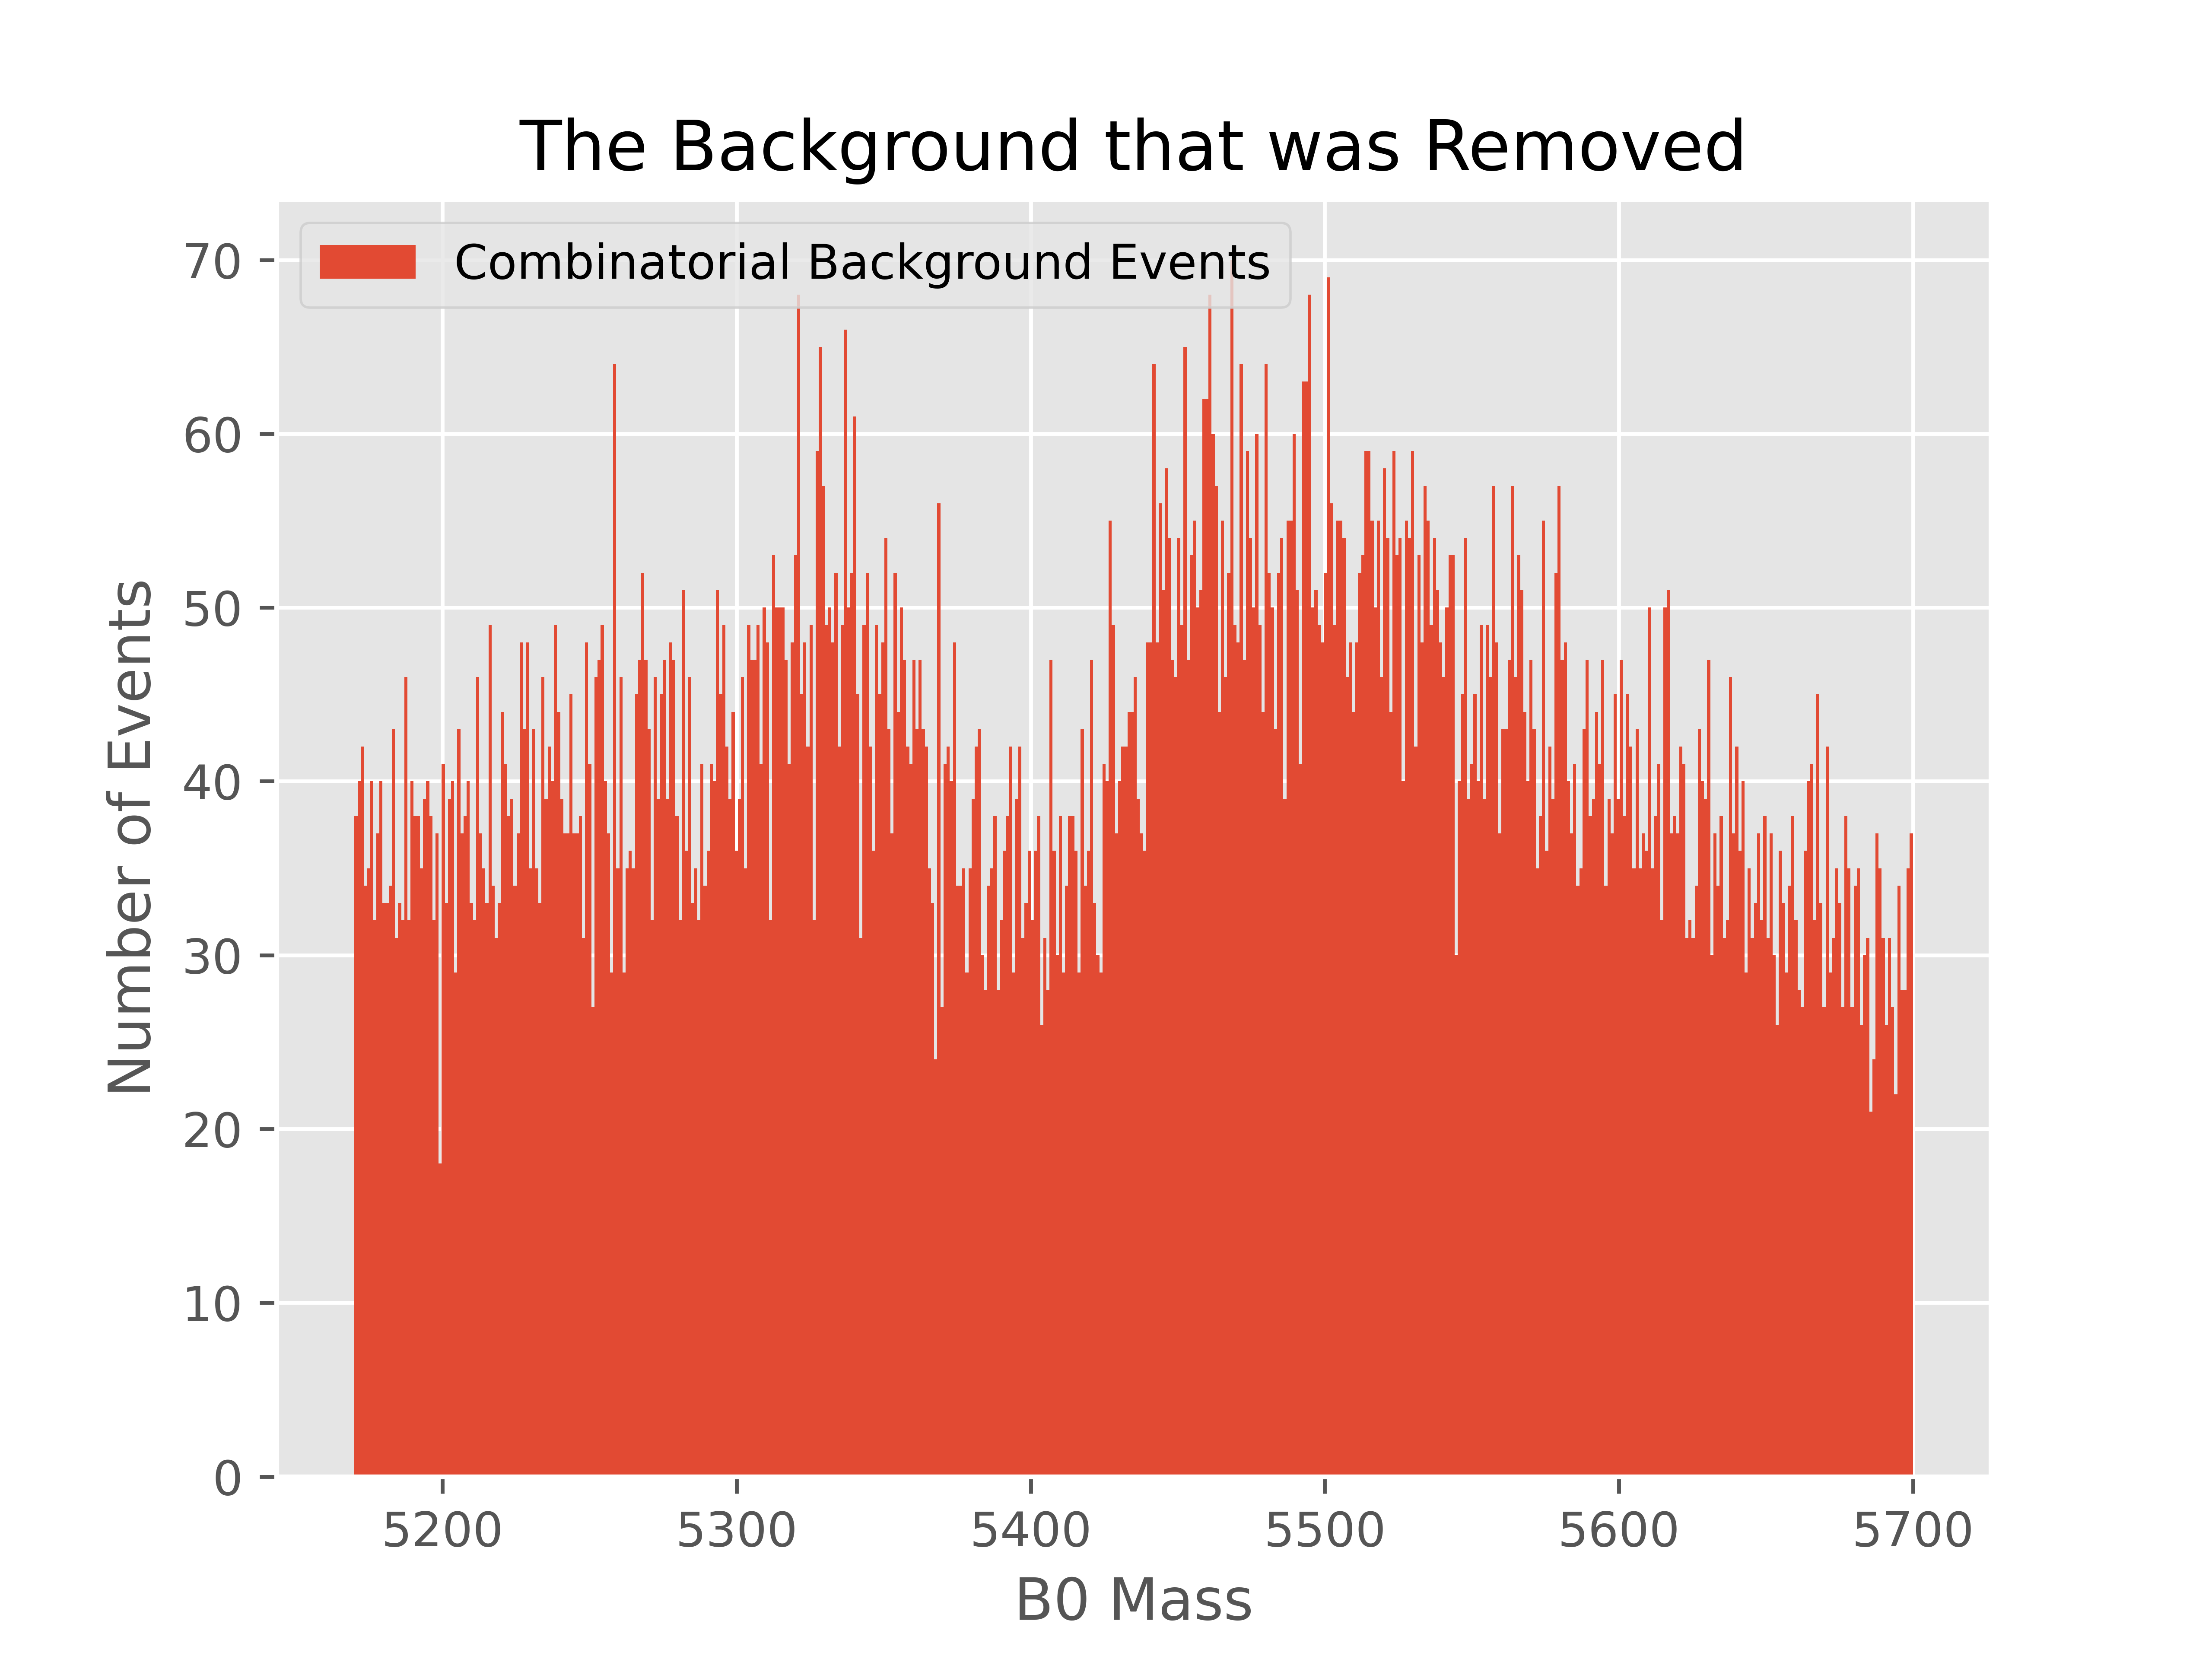 The Background that was Removed
Combinatorial Background Events
70
60
50
40
30
20
10
0
Number of Events
5200 5300 5400 5500 5600 5700
B0 Mass